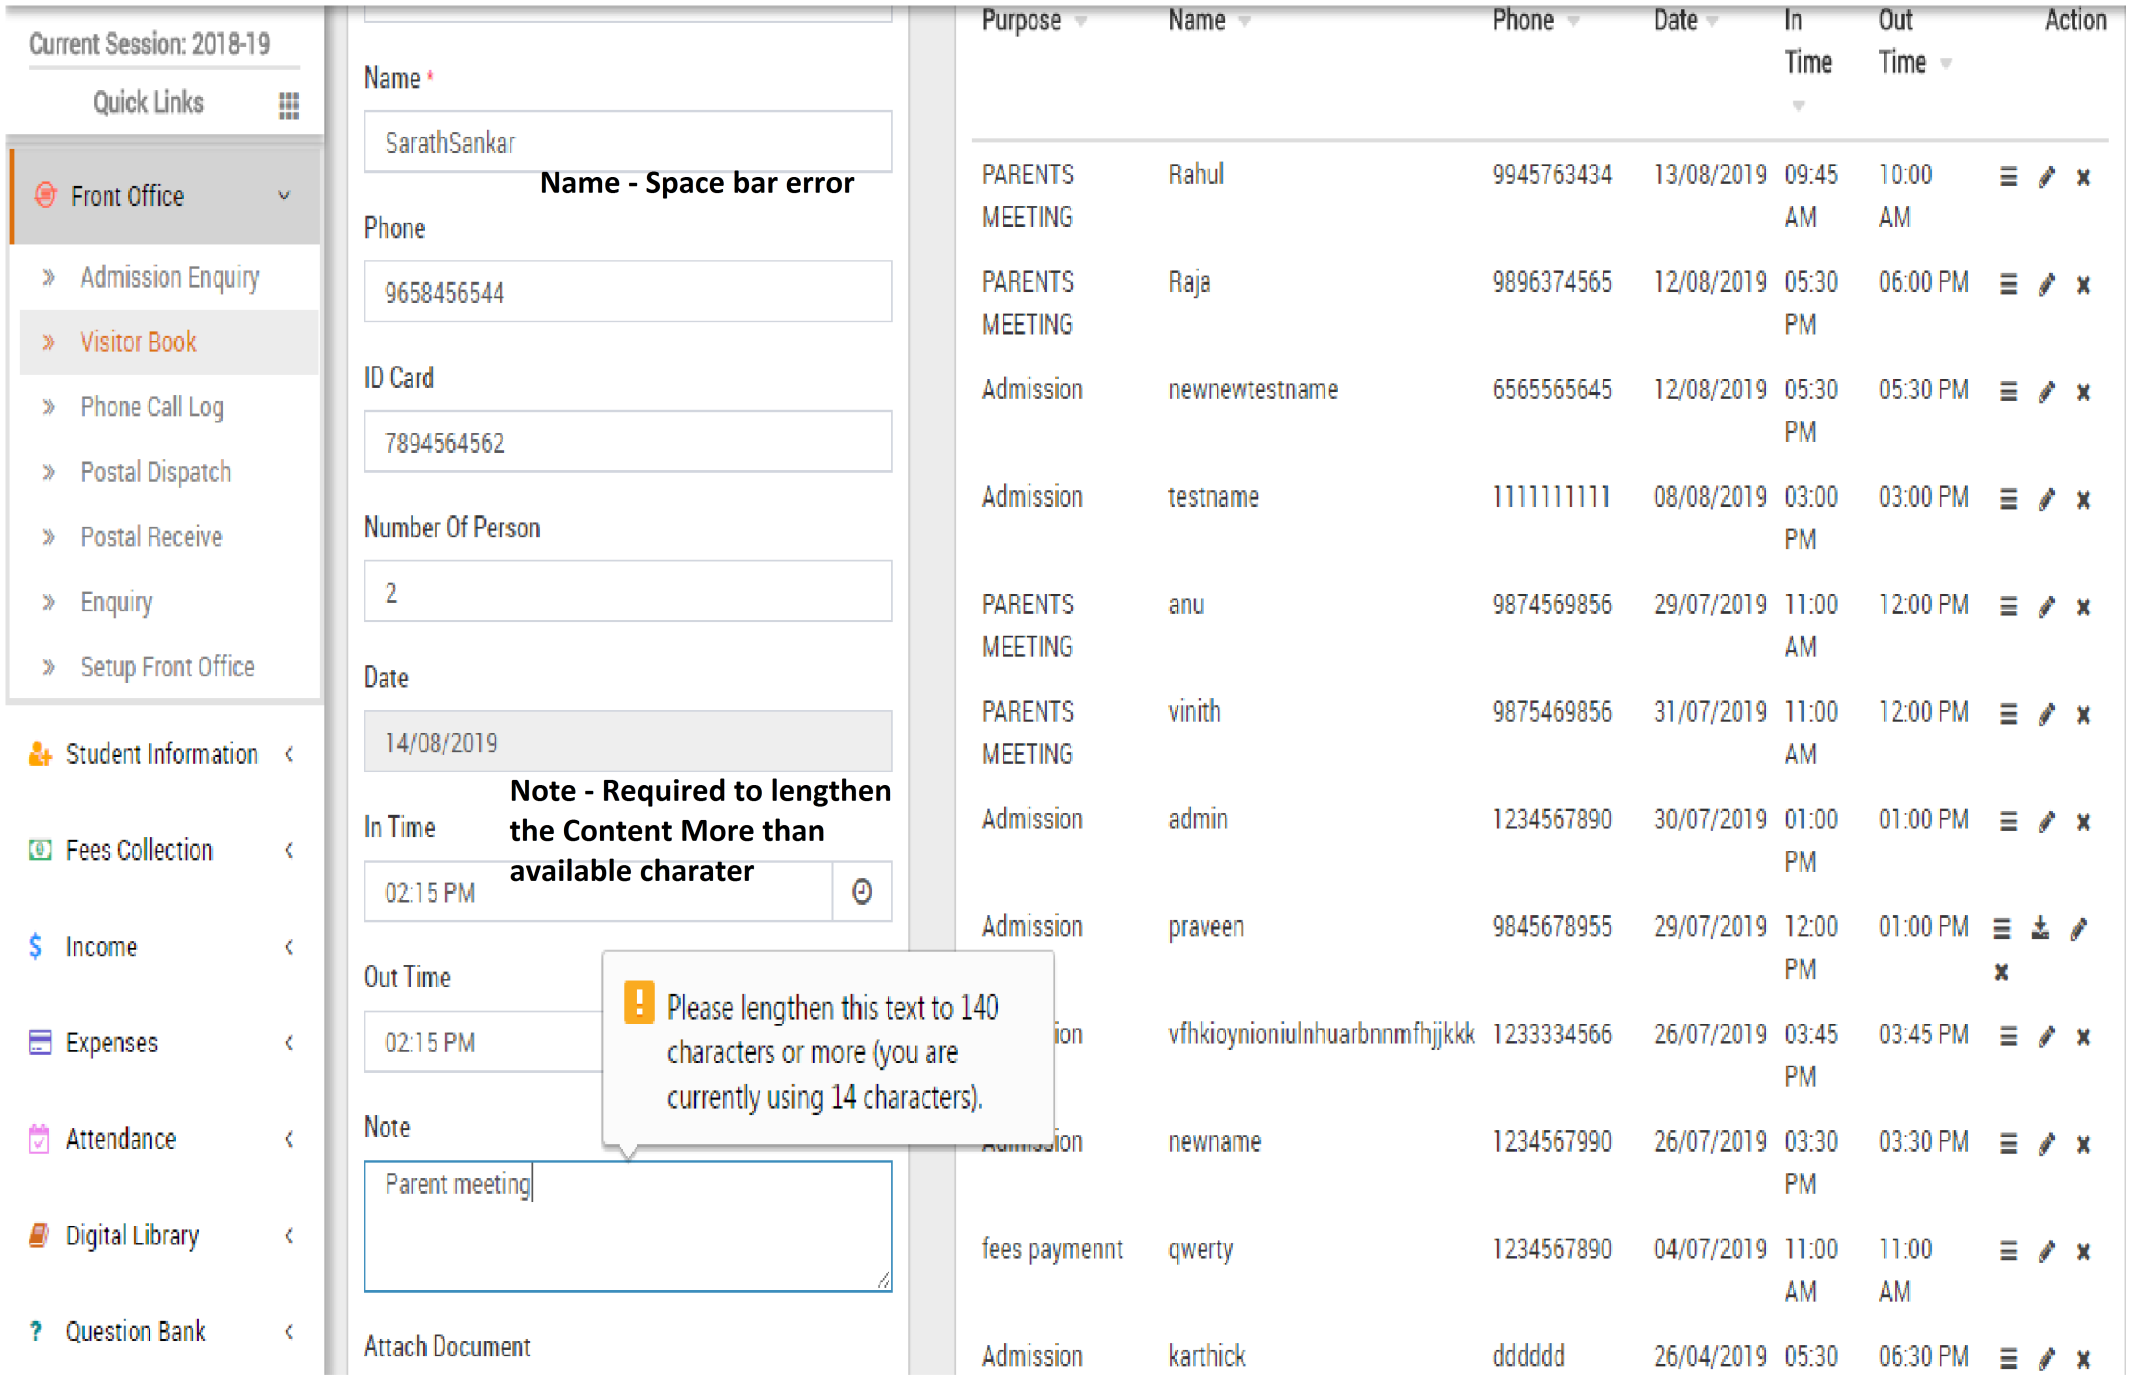 Current Session: 2018-19
Quick Links
Front Office
Admission Enquiry
Visitor Book
Phone Call Log
Postal Dispatch
Postal Receive
Enquiry
Setup Front Office
Student Information
Fees Collection
Income
Expenses
Attendance
Digital Library
Question Bank
Name *
SarathSankar
Name - Space bar error
Phone
9658456544
ID Card
7894564562
Number Of Person
2
Date
14/08/2019
Note - Required to lengthen
the Content More than
available charater
In Time
02:15 PM
Out Time
02:15 PM
Please lengthen this text to 140
characters or more (you are
currently using 14 characters).
Note
Parent meeting
Attach Document
Purpose Name Phone Date In Out Action
Time Time
PARENTS Rahul 9945763434 13/08/2019 09:45 10:00
MEETING AM AM
PARENTS Raja 9896374565 12/08/2019 05:30 06:00 PM
MEETING PM
Admission newnewtestname 6565565645 12/08/2019 05:30 05:30 PM
PM
Admission testname 1111111111 08/08/2019 03:00 03:00 PM
PM
PARENTS anu 9874569856 29/07/2019 11:00 12:00 PM
MEETING AM
PARENTS vinith 9875469856 31/07/2019 11:00 12:00 PM
MEETING AM
Admission admin 1234567890 30/07/2019 01:00 01:00 PM
PM
Admission praveen 9845678955 29/07/2019 12:00 01:00 PM
PM
ion vfhkioynioniulnhuarbnnmfhjjkkk 1233334566 26/07/2019 03:45 03:45 PM
PM
Admission newname 1234567990 26/07/2019 03:30 03:30 PM
PM
fees paymennt qwerty 1234567890 04/07/2019 11:00 11:00
AM AM
Admission karthick dddddd 26/04/2019 05:30 06:30 PM